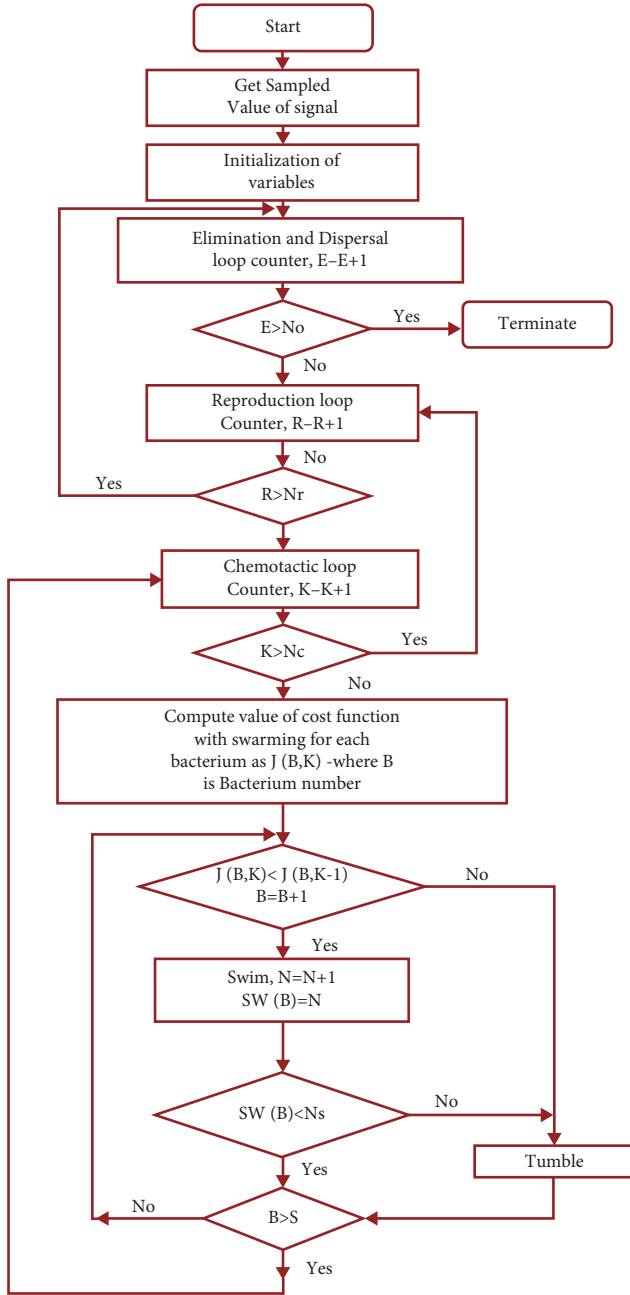 Start
Get Sampled
Value of signal
Initialization of
variables
Elimination and Dispersal
loop counter, E–E+1
E>No
Yes
Terminate
No
Reproduction loop
Counter, R–R+1
No
Yes
R>Nr
Chemotactic loop
Counter, K–K+1
K>Nc
Yes
No
Compute value of cost function
with swarming for each
bacterium as J (B,K) -where B
is Bacterium number
J (B,K)< J (B,K-1)
B=B+1
No
Yes
Swim, N=N+1
SW (B)=N
SW (B)<Ns
No
Yes
Tumble
No
B>S
Yes